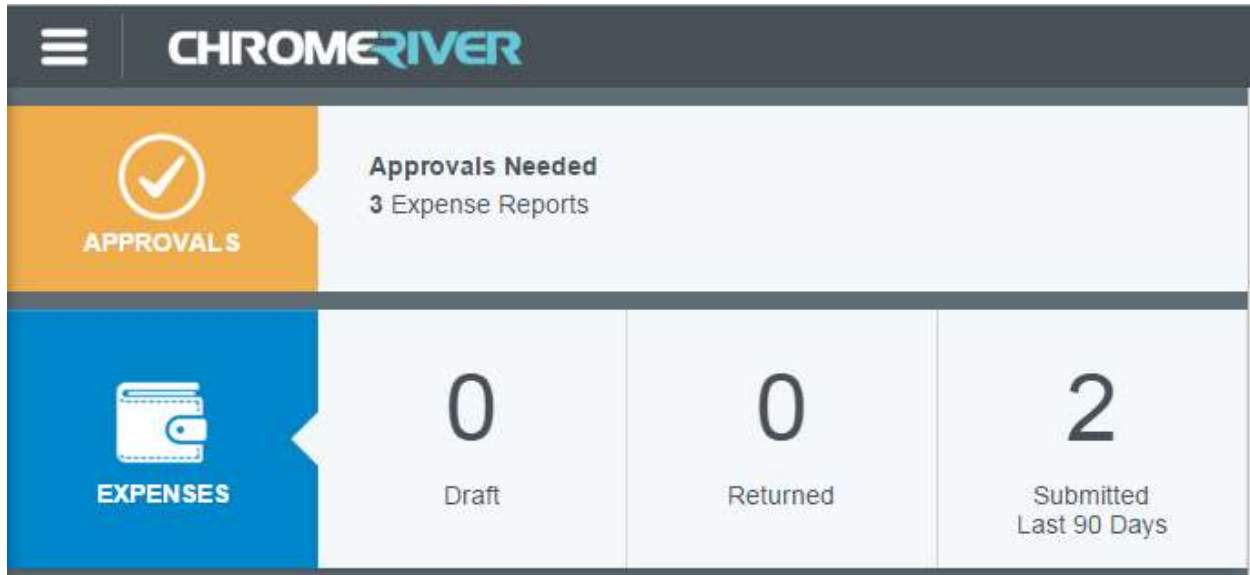 CHROMERIVER
APPROVALS
Approvals Needed
3 Expense Reports
EXPENSES
0
Draft
0
Returned
2
Submitted
Last 90 Days